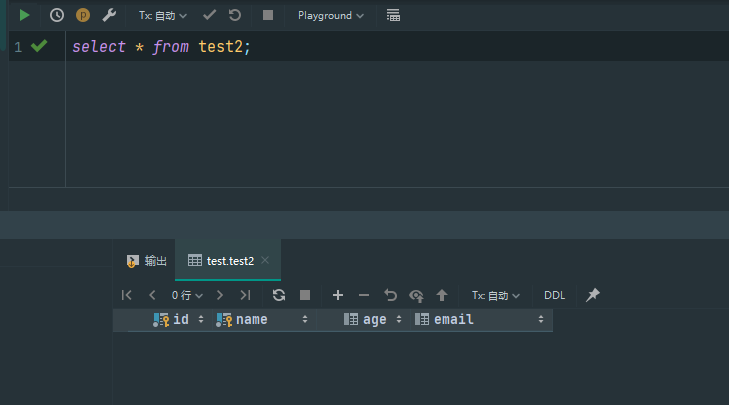 Tx: 自动 Playground
1 select * from test2;
输出 test.test2
0 行 Tx: 自动 DDL
id name age email